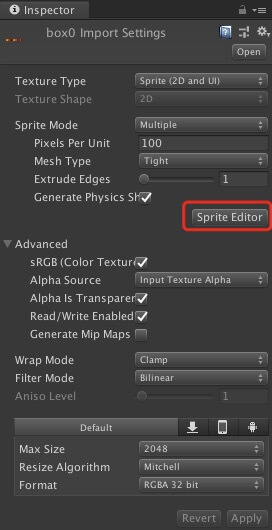 Inspector
box0 Import Settings
Open
Texture Type Sprite (2D and UI)
Texture Shape 2D
Sprite Mode Multiple
Pixels Per Unit 100
Mesh Type Tight
Extrude Edges 1
Generate Physics Sh
Sprite Editor
Advanced
sRGB (Color Texture
Alpha Source Input Texture Alpha
Alpha Is Transparen
Read/Write Enabled
Generate Mip Maps
Wrap Mode Clamp
Filter Mode Bilinear
Aniso Level 1
Default
Max Size 2048
Resize Algorithm Mitchell
Format RGBA 32 bit
Revert Apply